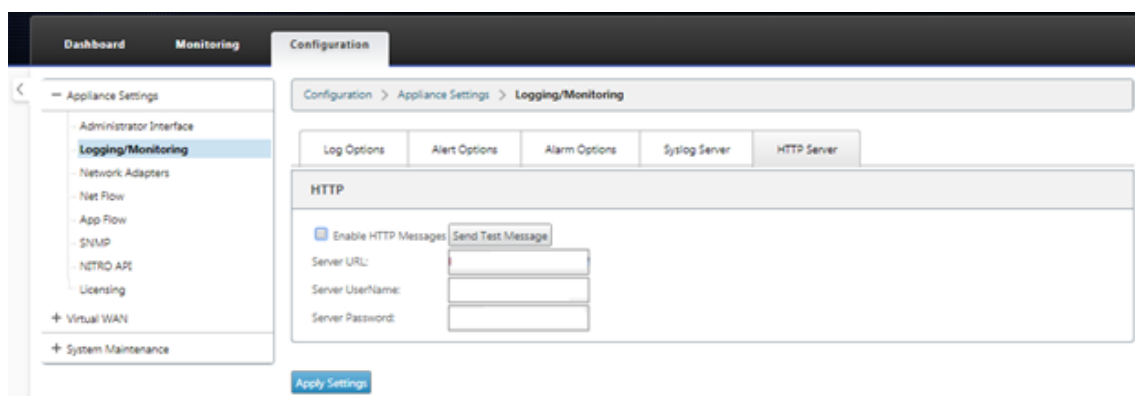 Dashboard Monitoring Configuration
Configuration > Appliance Settings > Logging/Monitoring
− Appliance Settings
Administrator Interface
Logging/Monitoring
Network Adapters
Net Flow
App Flow
SNMP
NITRO API
Licensing
+ Virtual WAN
+ System Maintenance
Log Options Alert Options Alarm Options Syslog Server HTTP Server
HTTP
Enable HTTP Messages Send Test Message
Server URL:
Server UserName:
Server Password:
Apply Settings